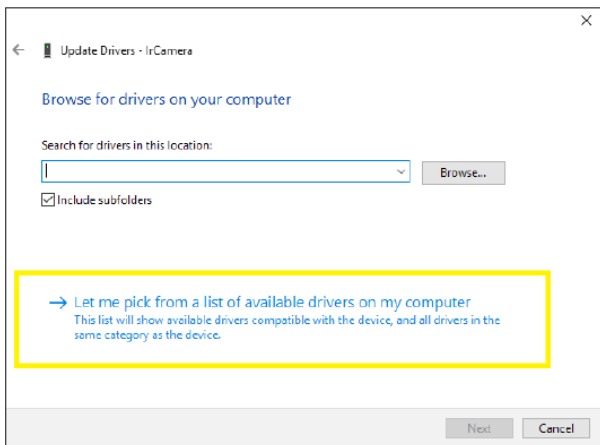 Update Drivers - IrCamera
Browse for drivers on your computer
Search for drivers in this location:
Browse...
Include subfolders
Let me pick from a list of available drivers on my computer
This list will show available drivers compatible with the device, and all drivers in the
same category as the device.
Next
Cancel